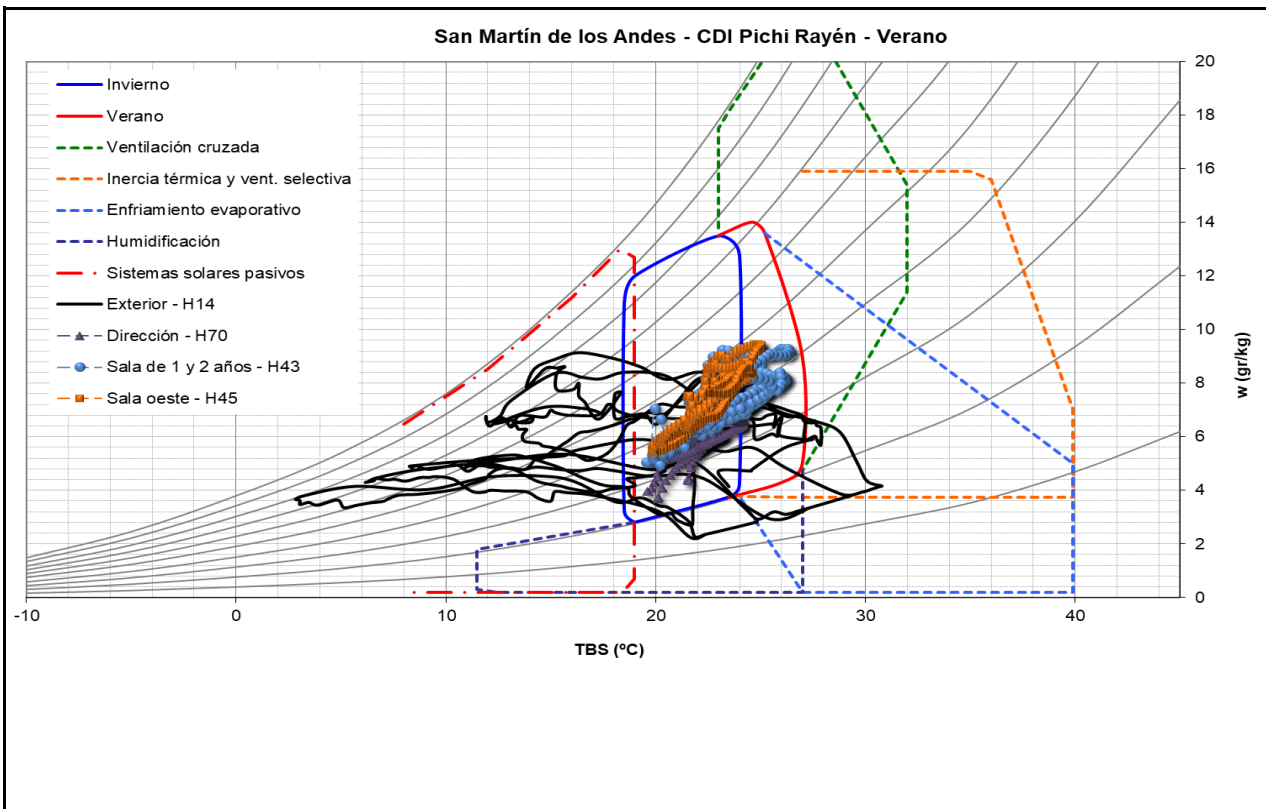 San Martín de los Andes - CDI Pichi Rayén - Verano
Invierno
Verano
Ventilación cruzada
Inercia térmica y vent. selectiva
Enfriamiento evaporativo
Humidificación
Sistemas solares pasivos
Exterior - H14
Dirección - H70
Sala de 1 y 2 años - H43
Sala oeste - H45
20
18
16
14
12
10
8
6
4
2
0
w (gr/kg)
-10 0 10 20 30 40
TBS (ºC)